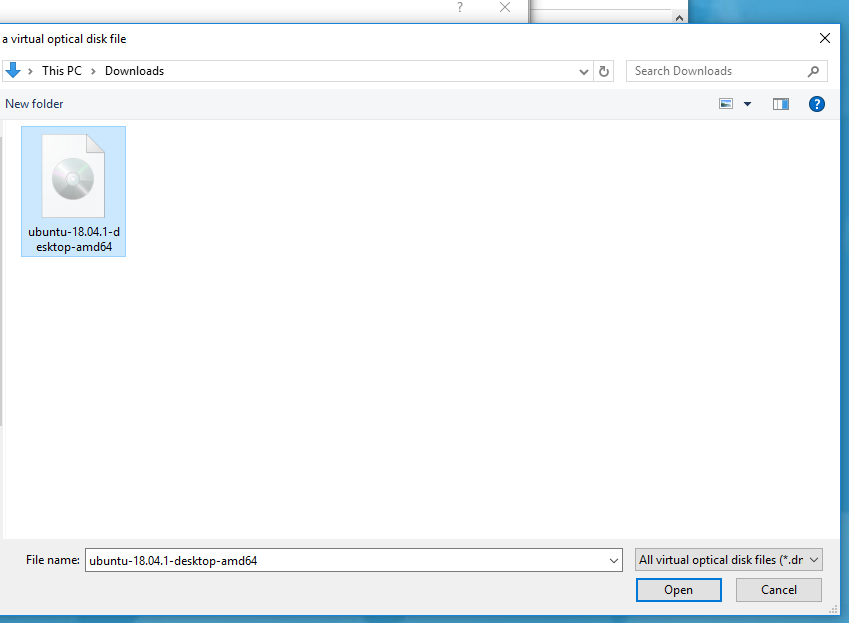 ?
a virtual optical disk file
This PC > Downloads
Search Downloads
New folder
?
ubuntu-18.04.1-d
esktop-amd64
File name:
ubuntu-18.04.1-desktop-amd64
All virtual optical disk files (*.dr
Open
Cancel